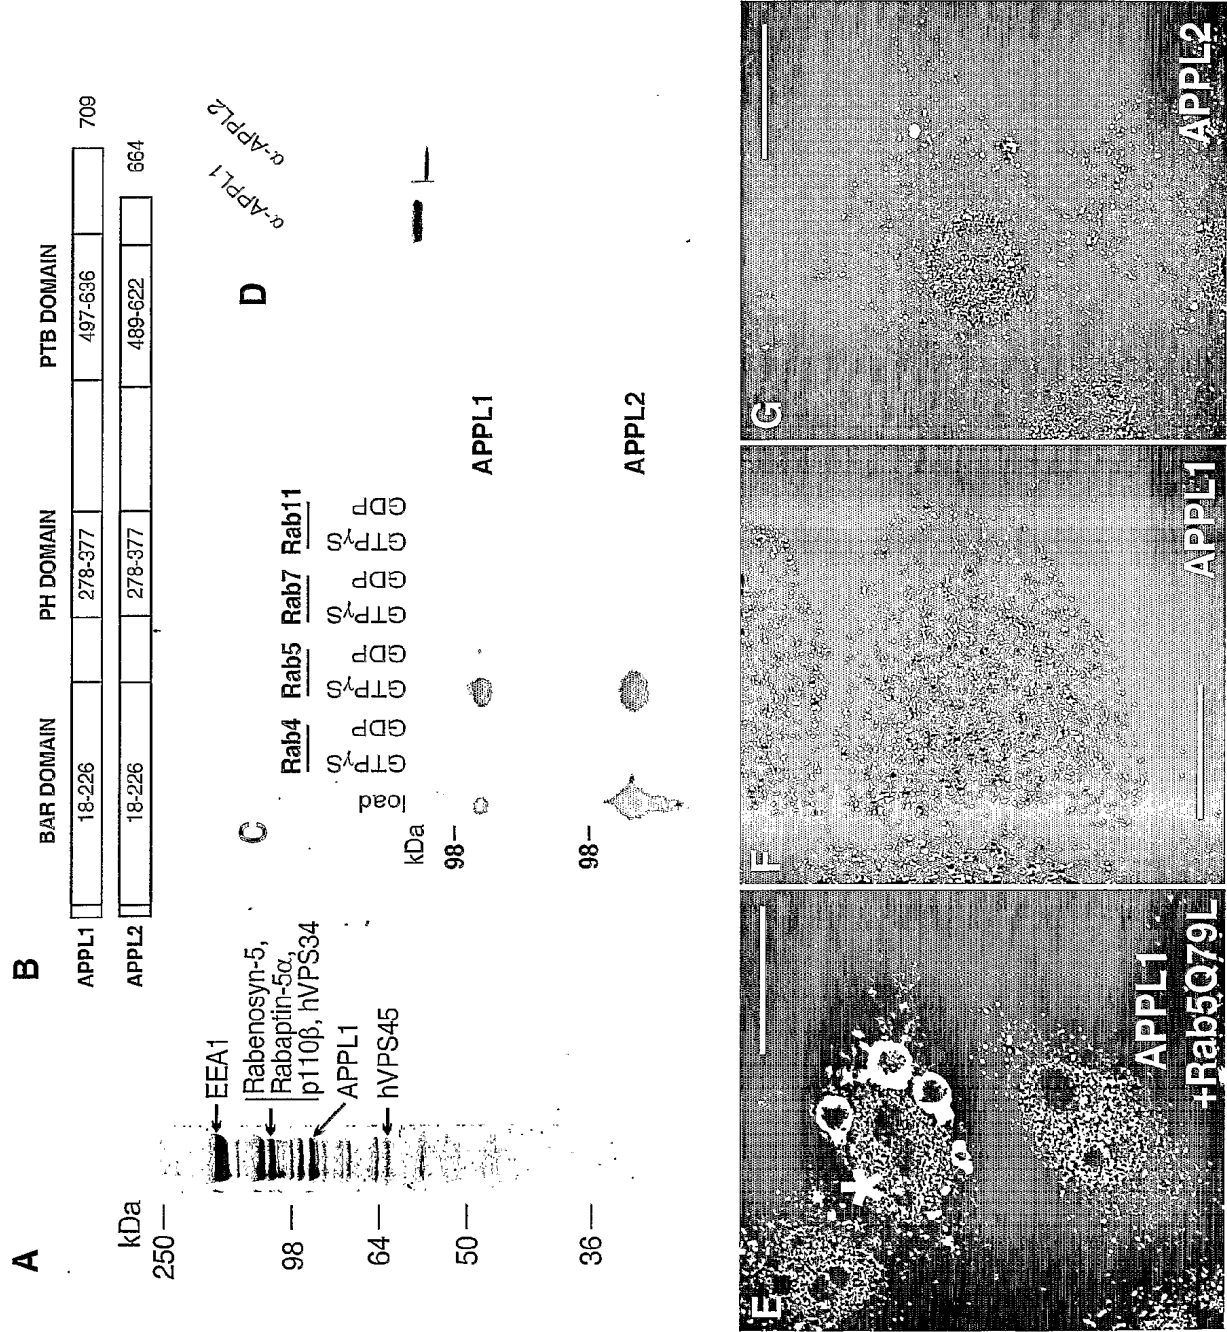 A
kDa
250
98
64
50
36
EEA1
Rabenosyn-5,
Rabaptin-5α,
p110β, hVPS34
APPL1
hVPS45
B
BAR DOMAIN PH DOMAIN PTB DOMAIN
APPL1 18-226 278-377 497-636 709
APPL2 18-226 278-377 489-622 664
C
Rab4 Rab5 Rab7 Rab11
load GTPγS GDP GTPγS GDP GTPγS GDP GTPγS GDP
kDa
98 APPL1
98 APPL2
D
α-APPL1 α-APPL2
E
APPL1
+Rab5Q79L
F
APPL1
G
APPL2